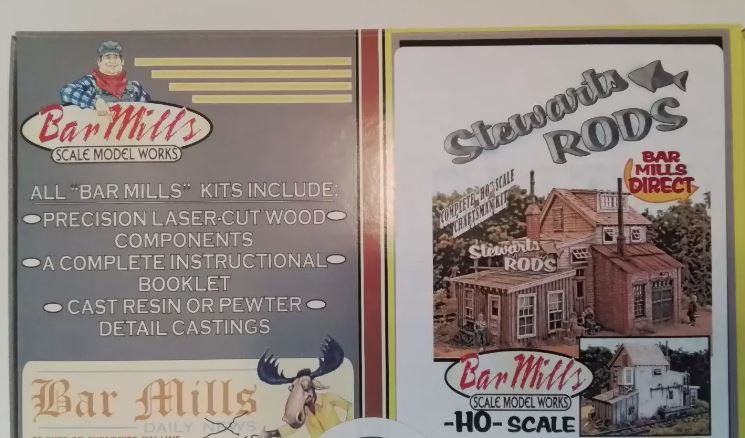 Bar Mills
SCALE MODEL WORKS
ALL "BAR MILLS" KITS INCLUDE:
PRECISION LASER-CUT WOOD
COMPONENTS
A COMPLETE INSTRUCTIONAL
BOOKLET
CAST RESIN OR PEWTER
DETAIL CASTINGS
Bar Mills
DAILY NEWS
Stewarts
RODS
BAR
MILLS
DIRECT
COMPLETE "HO" SCALE
CRAFTSMAN KIT
Stewarts
RODS
Bar Mills
SCALE MODEL WORKS
-HO- SCALE